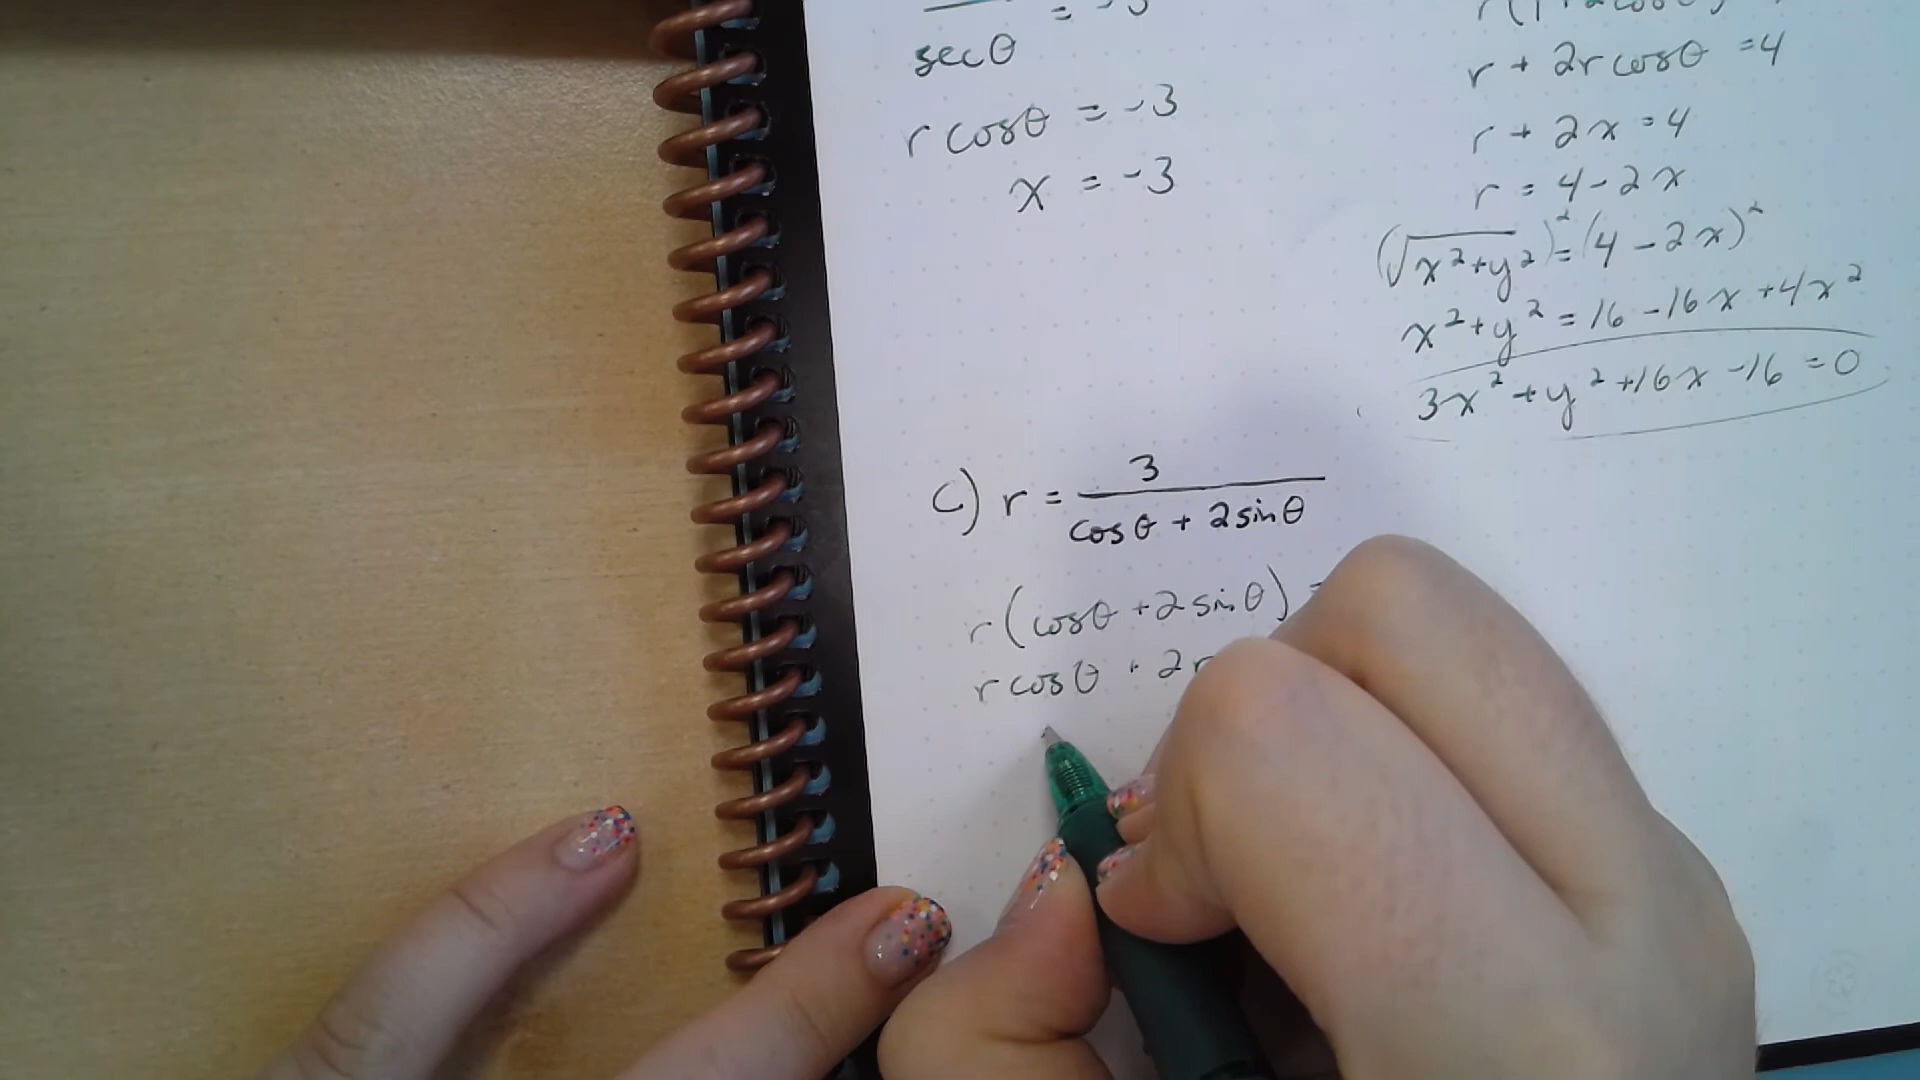 = -3
secθ
r cosθ = -3
x = -3
r + 2r cosθ = 4
r + 2x = 4
r = 4 - 2x
(√x²+y²)² = (4 - 2x)²
x² + y² = 16 - 16x + 4x²
3x² + y² + 16x - 16 = 0
C) r = 3
cosθ + 2sinθ
r(cosθ + 2sinθ) =
r cosθ + 2r